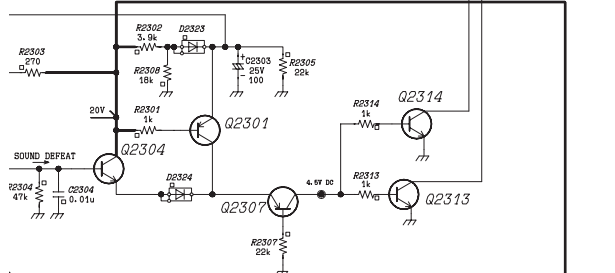 R2302
3.9k
D2323
R2303
270
R2308
18k
+
C2303
25V
100
-
R2305
22k
20V
R2301
1k
Q2301
R2314
1k
Q2314
SOUND DEFEAT
Q2304
R2304
47k
C2304
0.01u
D2324
Q2307
4.5V DC
R2313
1k
Q2313
R2307
22k